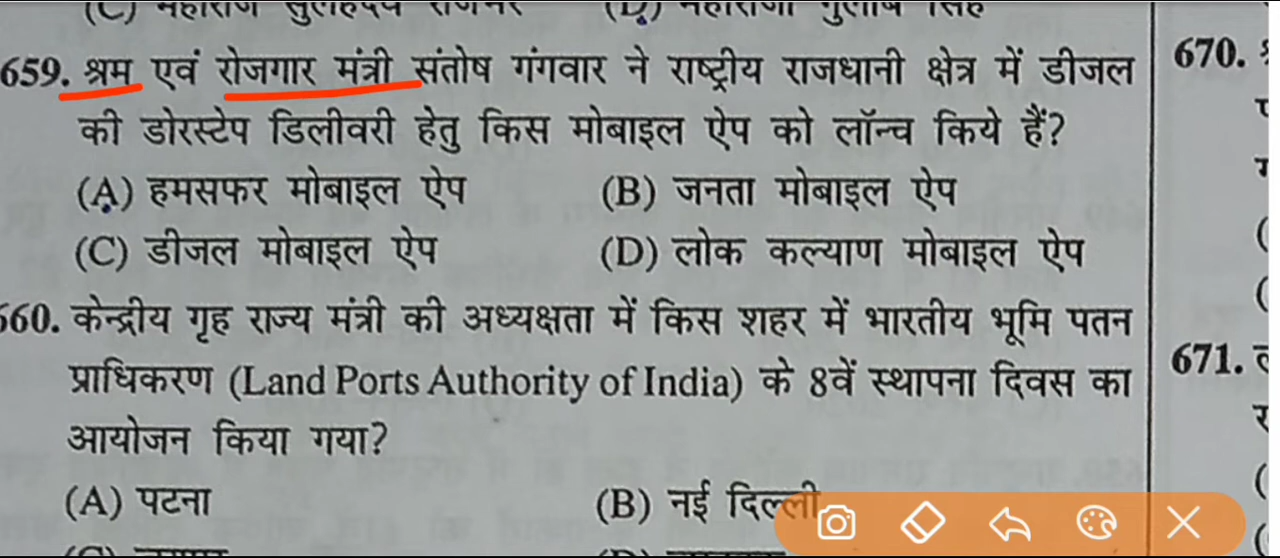 659. श्रम एवं रोजगार मंत्री संतोष गंगवार ने राष्ट्रीय राजधानी क्षेत्र में डीजल
की डोरस्टेप डिलीवरी हेतु किस मोबाइल ऐप को लॉन्च किये हैं?
(A) हमसफर मोबाइल ऐप (B) जनता मोबाइल ऐप
(C) डीजल मोबाइल ऐप (D) लोक कल्याण मोबाइल ऐप
660. केन्द्रीय गृह राज्य मंत्री की अध्यक्षता में किस शहर में भारतीय भूमि पतन
प्राधिकरण (Land Ports Authority of India) के 8वें स्थापना दिवस का
आयोजन किया गया?
(A) पटना (B) नई दिल्ली
670.
671.